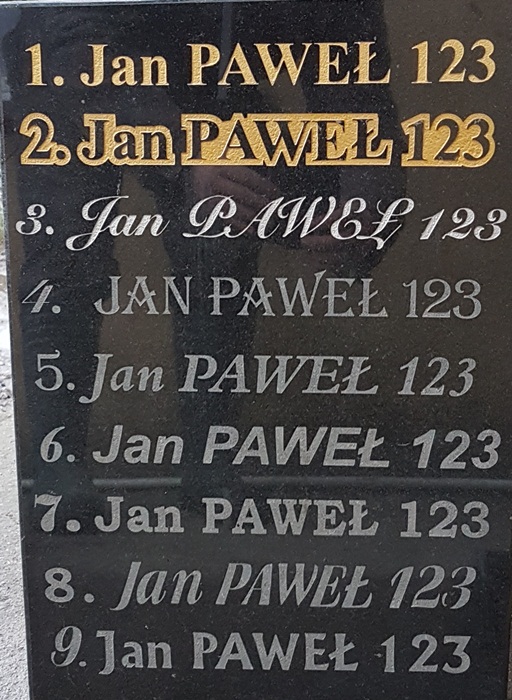 1. Jan PAWEŁ 123
2. Jan PAWEŁ 123
3. Jan PAWEŁ 123
4. JAN PAWEŁ 123
5. Jan PAWEŁ 123
6. Jan PAWEŁ 123
7. Jan PAWEŁ 123
8. Jan PAWEŁ 123
9. Jan PAWEŁ 123